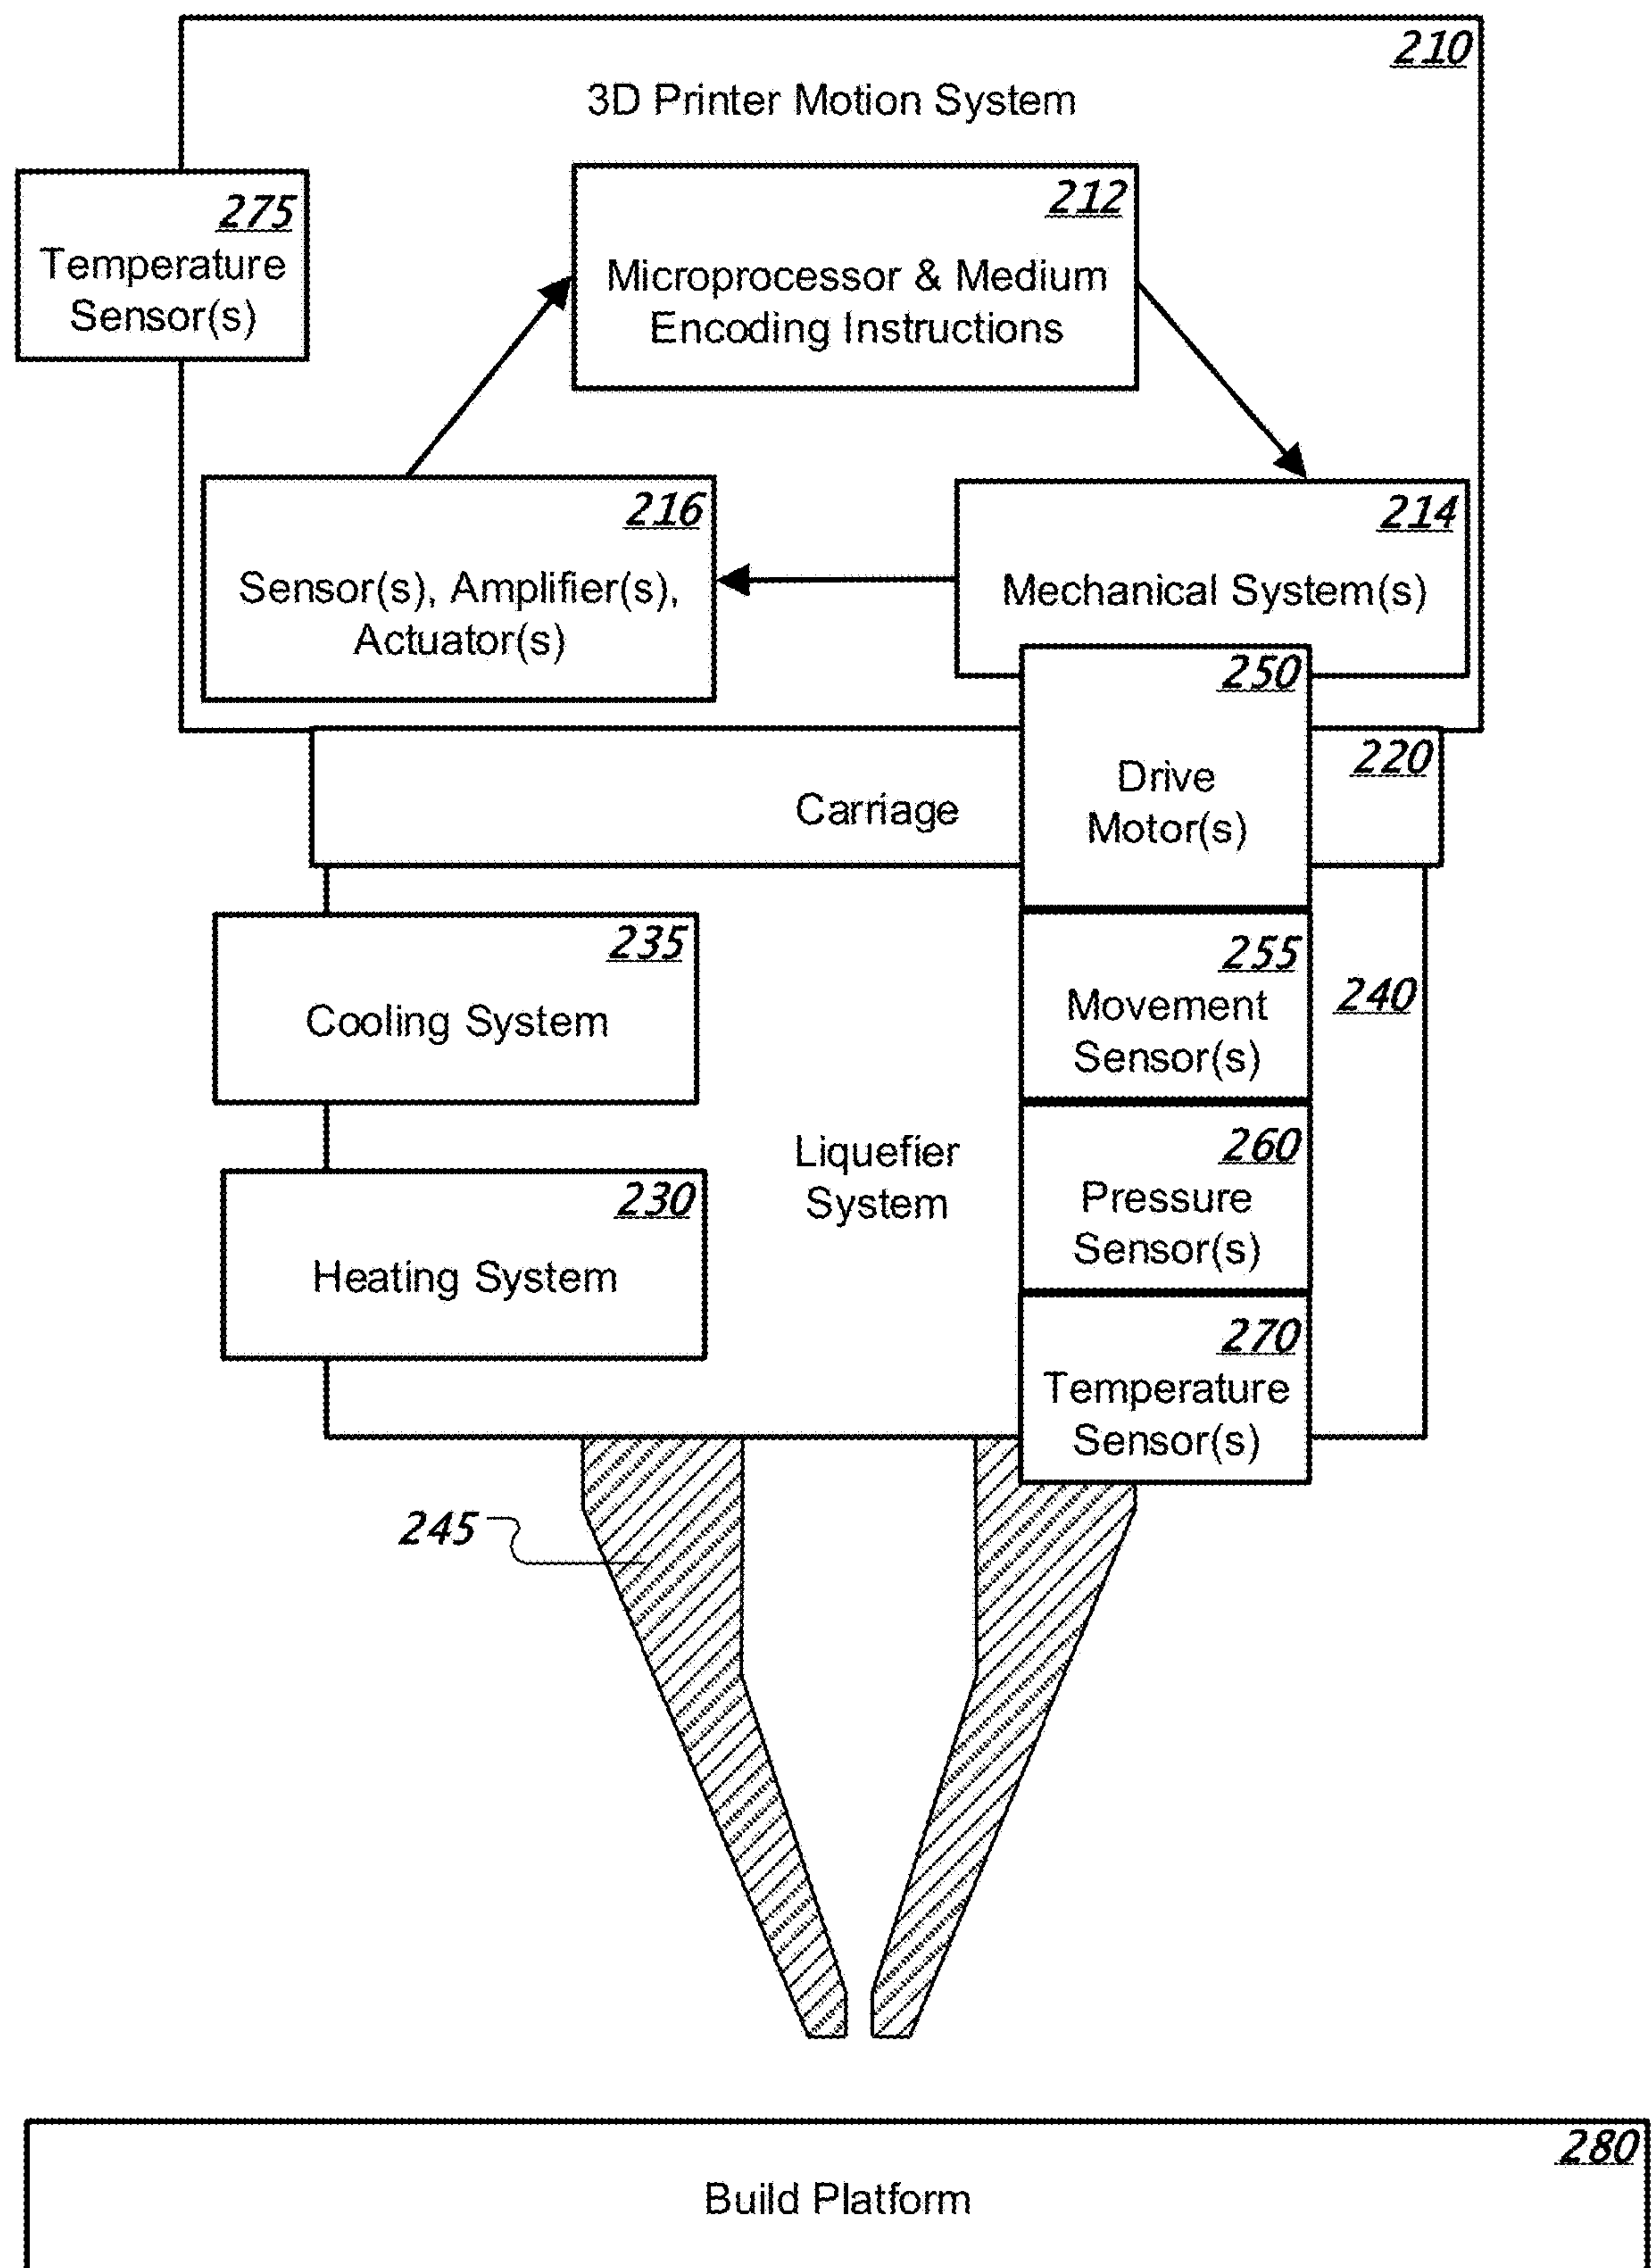 210
3D Printer Motion System
275
Temperature
Sensor(s)
212
Microprocessor & Medium
Encoding Instructions
216
Sensor(s), Amplifier(s),
Actuator(s)
214
Mechanical System(s)
250
Drive
Motor(s)
220
Carriage
235
Cooling System
255
Movement
Sensor(s)
240
Liquefier
System
260
Pressure
Sensor(s)
230
Heating System
270
Temperature
Sensor(s)
245
280
Build Platform